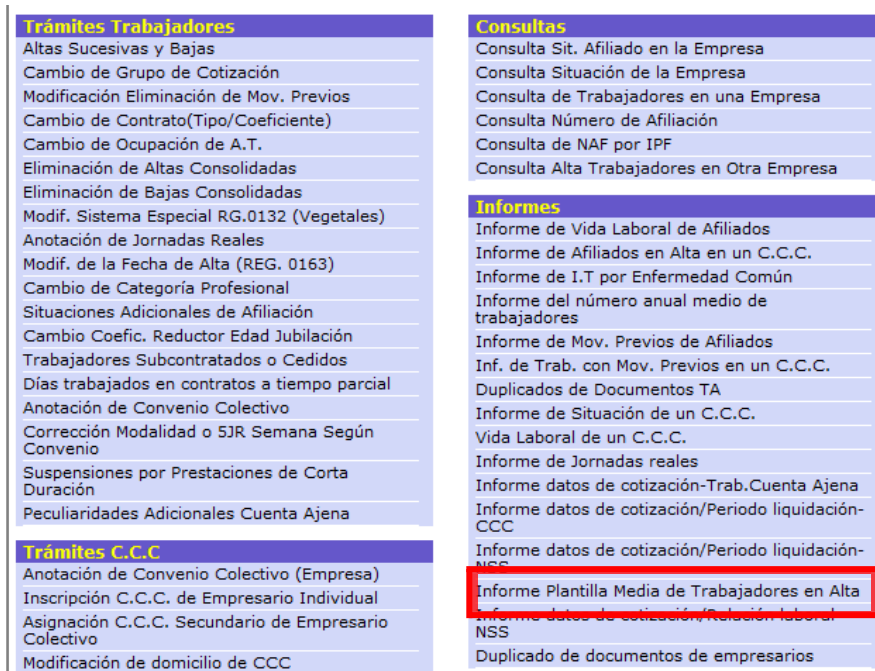 Trámites Trabajadores
Altas Sucesivas y Bajas
Cambio de Grupo de Cotización
Modificación Eliminación de Mov. Previos
Cambio de Contrato(Tipo/Coeficiente)
Cambio de Ocupación de A.T.
Eliminación de Altas Consolidadas
Eliminación de Bajas Consolidadas
Modif. Sistema Especial RG.0132 (Vegetales)
Anotación de Jornadas Reales
Modif. de la Fecha de Alta (REG. 0163)
Cambio de Categoría Profesional
Situaciones Adicionales de Afiliación
Cambio Coefic. Reductor Edad Jubilación
Trabajadores Subcontratados o Cedidos
Días trabajados en contratos a tiempo parcial
Anotación de Convenio Colectivo
Corrección Modalidad o 5JR Semana Según
Convenio
Suspensiones por Prestaciones de Corta
Duración
Peculiaridades Adicionales Cuenta Ajena
Trámites C.C.C
Anotación de Convenio Colectivo (Empresa)
Inscripción C.C.C. de Empresario Individual
Asignación C.C.C. Secundario de Empresario
Colectivo
Modificación de domicilio de CCC
Consultas
Consulta Sit. Afiliado en la Empresa
Consulta Situación de la Empresa
Consulta de Trabajadores en una Empresa
Consulta Número de Afiliación
Consulta de NAF por IPF
Consulta Alta Trabajadores en Otra Empresa
Informes
Informe de Vida Laboral de Afiliados
Informe de Afiliados en Alta en un C.C.C.
Informe de I.T por Enfermedad Común
Informe del número anual medio de
trabajadores
Informe de Mov. Previos de Afiliados
Inf. de Trab. con Mov. Previos en un C.C.C.
Duplicados de Documentos TA
Informe de Situación de un C.C.C.
Vida Laboral de un C.C.C.
Informe de Jornadas reales
Informe datos de cotización-Trab.Cuenta Ajena
Informe datos de cotización/Periodo liquidación-
CCC
Informe datos de cotización/Periodo liquidación-
NSS
Informe Plantilla Media de Trabajadores en Alta
Informe datos de cotización/Relación laboral-
NSS
Duplicado de documentos de empresarios